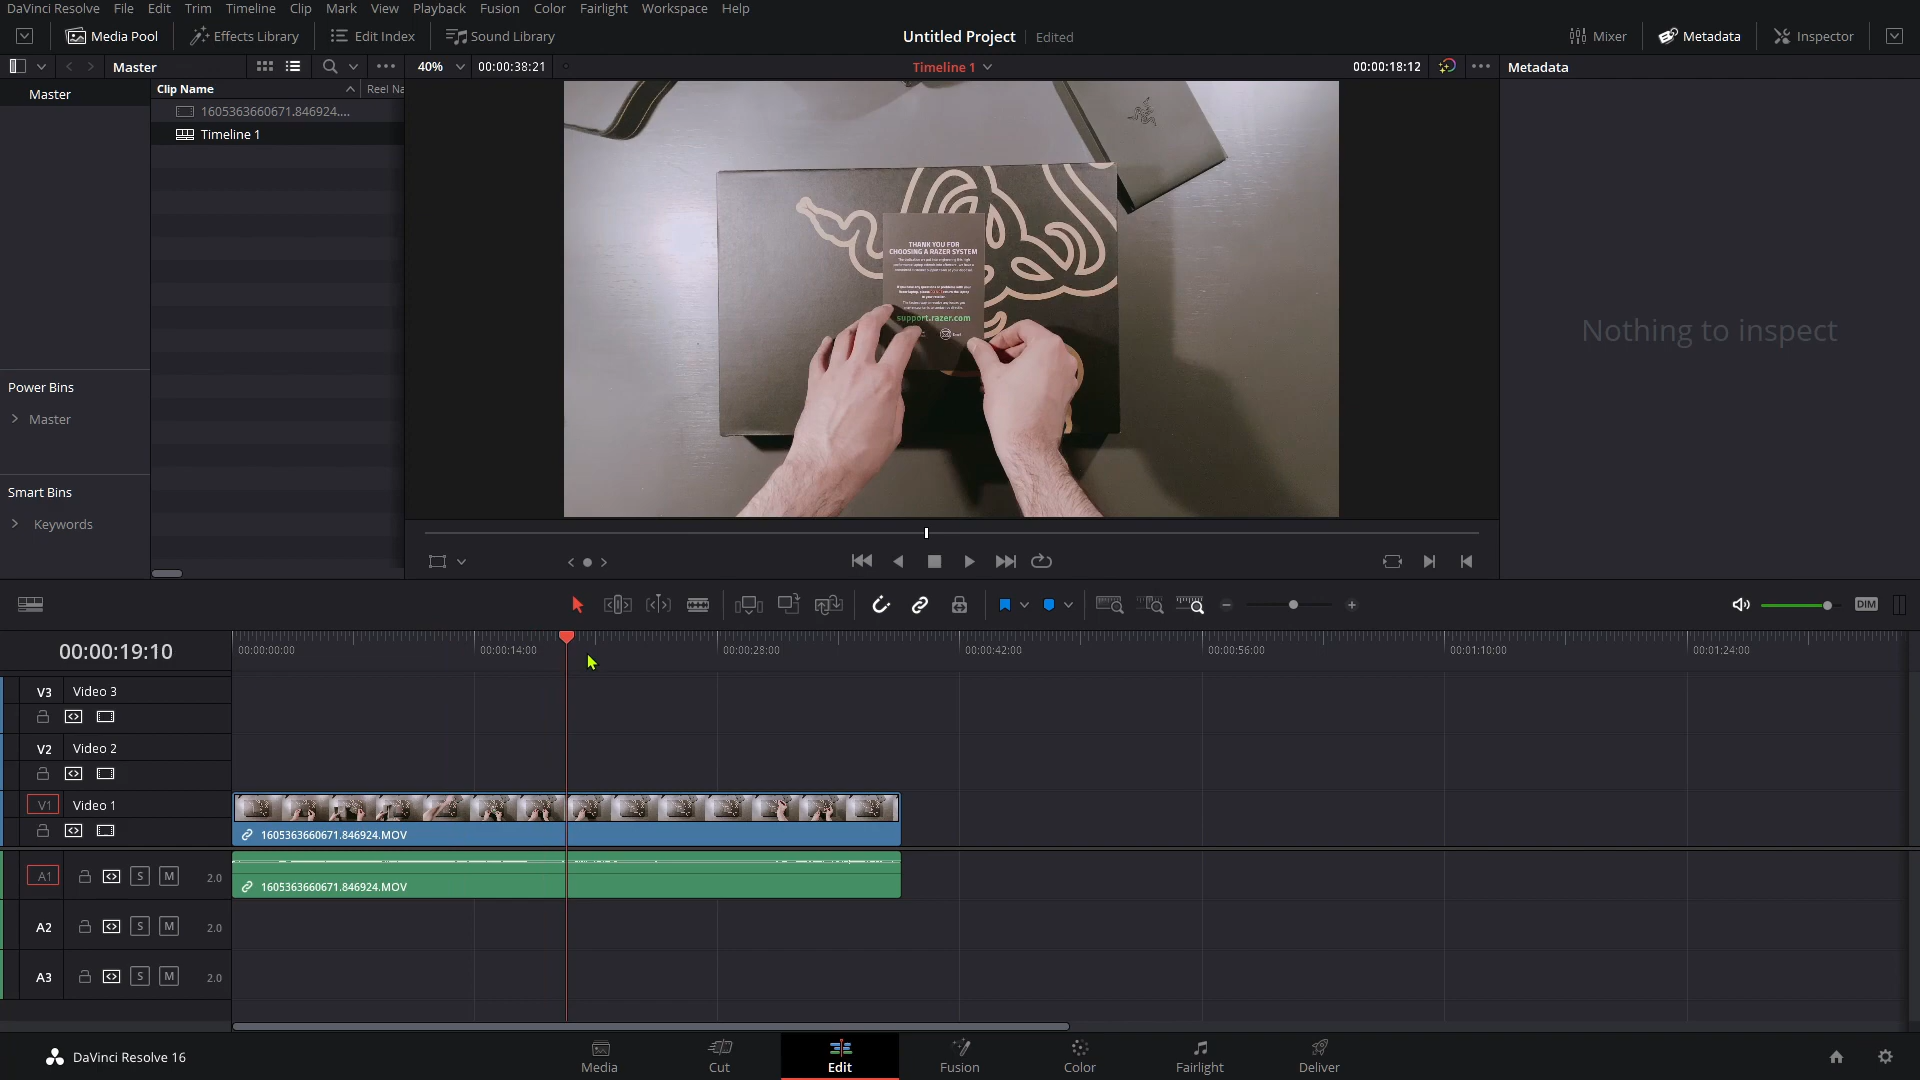 DaVinci Resolve File Edit Trim Timeline Clip Mark View Playback Fusion Color Fairlight Workspace Help
Media Pool Effects Library Edit Index Sound Library Untitled Project Edited Mixer Metadata Inspector
Master 40% 00:00:38:21 Timeline 1 00:00:18:12 Metadata
Master Clip Name Reel Na
1605363660671.846924....
Timeline 1
THANK YOU FOR
CHOOSING A RAZER SYSTEM
support.razer.com
Nothing to inspect
Power Bins
Master
Smart Bins
Keywords
DIM
00:00:19:10 00:00:00:00 00:00:14:00 00:00:28:00 00:00:42:00 00:00:56:00 00:01:10:00 00:01:24:00
V3 Video 3
V2 Video 2
V1 Video 1
1605363660671.846924.MOV
A1 S M 2.0
1605363660671.846924.MOV
A2 S M 2.0
A3 S M 2.0
DaVinci Resolve 16 Media Cut Edit Fusion Color Fairlight Deliver